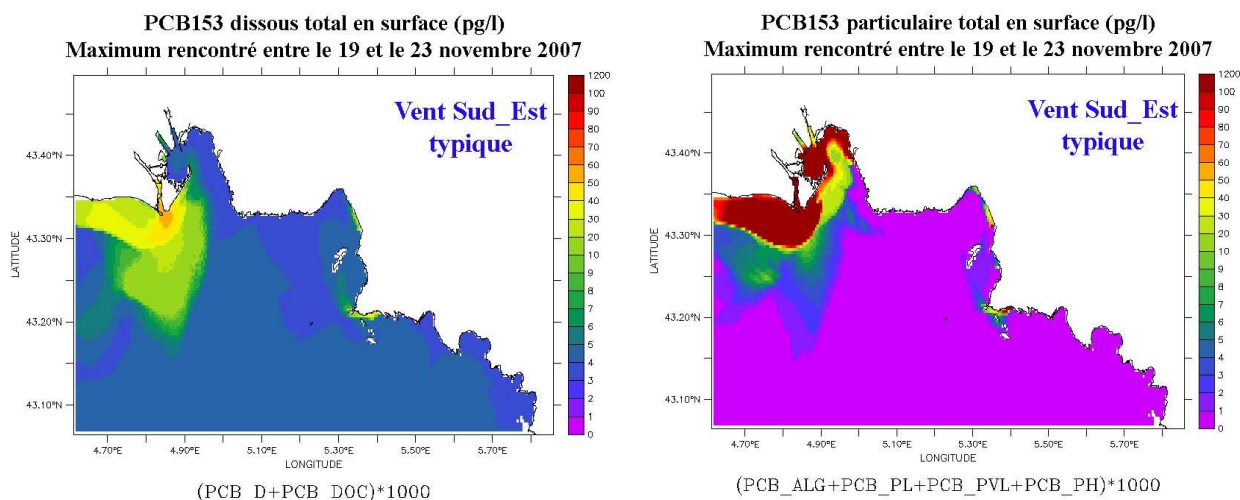 PCB153 dissous total en surface (pg/l)
Maximum rencontré entre le 19 et le 23 novembre 2007
Vent Sud_Est
typique
1200
100
90
80
70
60
50
40
30
20
10
9
8
7
6
5
4
3
2
1
0
43.40°N
43.30°N
43.20°N
43.10°N
LATITUDE
4.70°E 4.90°E 5.10°E 5.30°E 5.50°E 5.70°E
LONGITUDE
(PCB_D+PCB_DOC)*1000
PCB153 particulaire total en surface (pg/l)
Maximum rencontré entre le 19 et le 23 novembre 2007
Vent Sud_Est
typique
1200
100
90
80
70
60
50
40
30
20
10
9
8
7
6
5
4
3
2
1
0
43.40°N
43.30°N
43.20°N
43.10°N
LATITUDE
4.70°E 4.90°E 5.10°E 5.30°E 5.50°E 5.70°E
LONGITUDE
(PCB_ALG+PCB_PL+PCB_PVL+PCB_PH)*1000